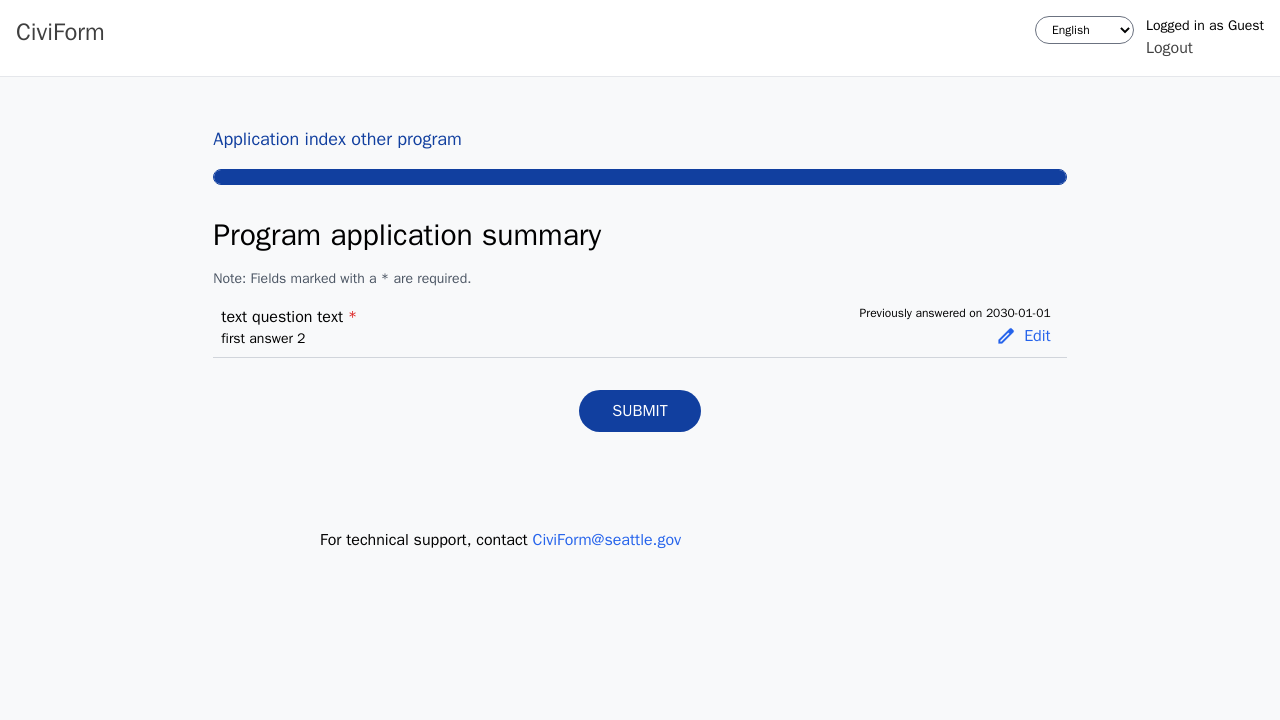 CiviForm
English
Logged in as Guest
Logout
Application index other program
Program application summary
Note: Fields marked with a * are required.
text question text *
first answer 2
Previously answered on 2030-01-01
Edit
SUBMIT
For technical support, contact CiviForm@seattle.gov